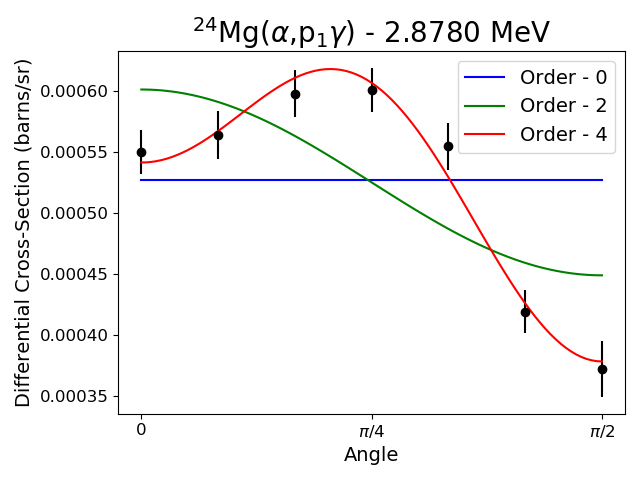 ²⁴Mg(α,p₁γ) - 2.8780 MeV
Differential Cross-Section (barns/sr)
0.00060
0.00055
0.00050
0.00045
0.00040
0.00035
Order - 0
Order - 2
Order - 4
0
π/4
π/2
Angle